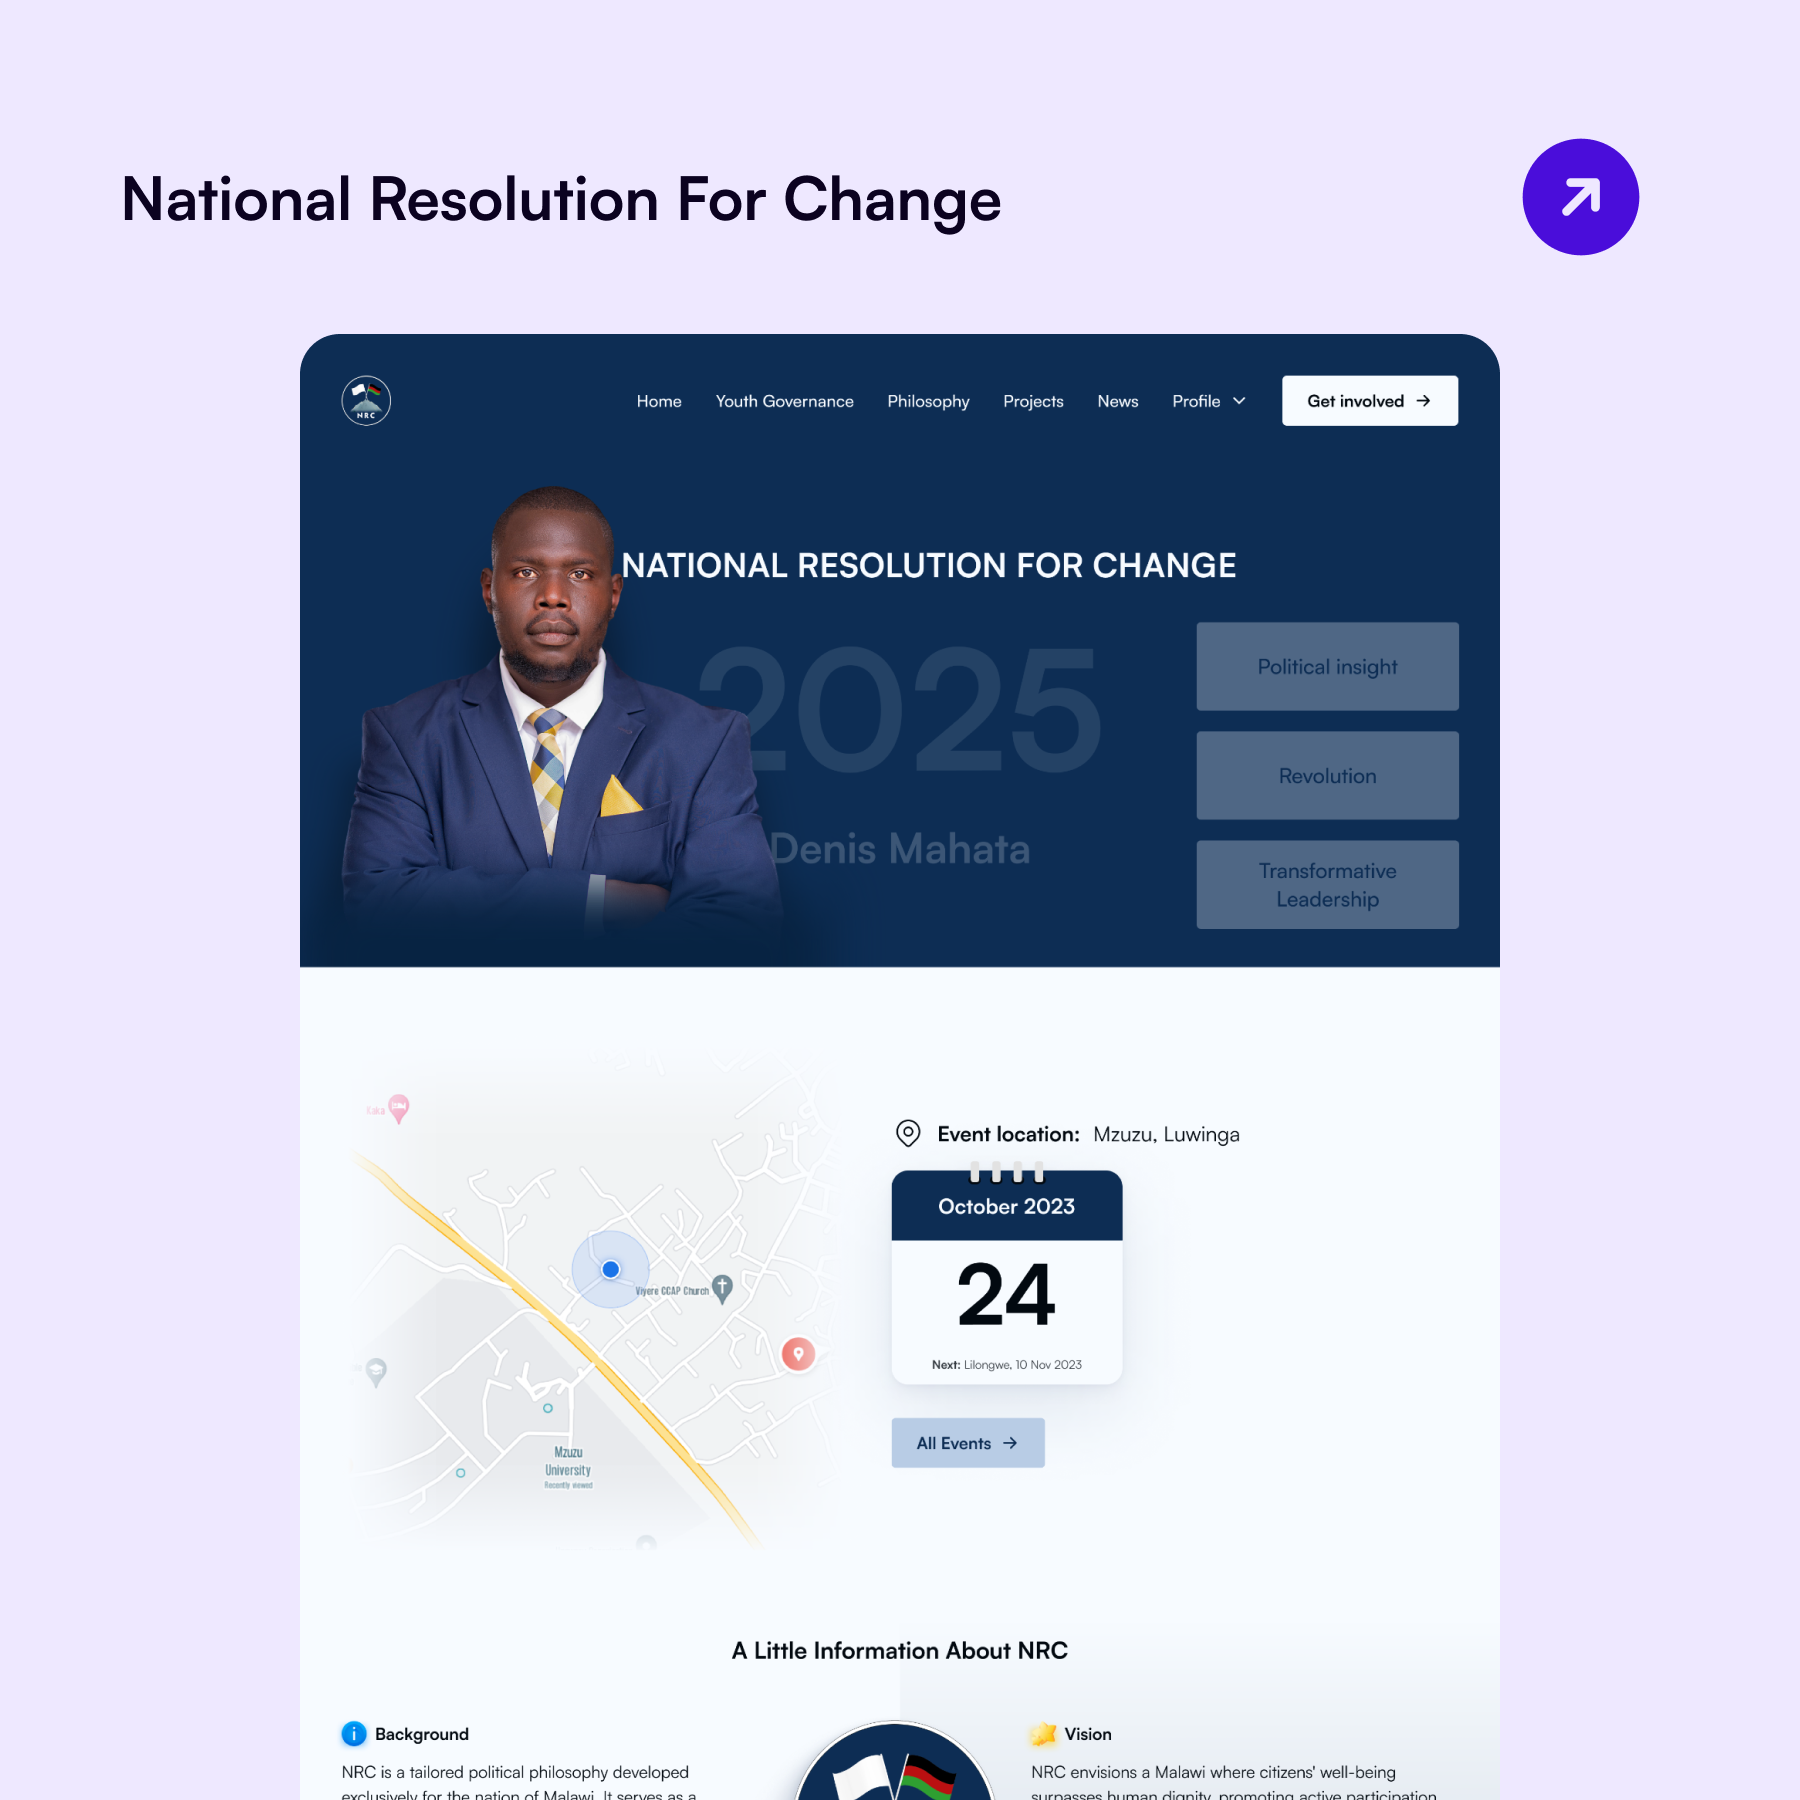 National Resolution For Change
NRC
Home
Youth Governance
Philosophy
Projects
News
Profile
Get involved
NATIONAL RESOLUTION FOR CHANGE
2025
Denis Mahata
Political insight
Revolution
Transformative
Leadership
Kaka
Viyere CCAP Church
Mzuzu
University
Recently viewed
Event location: Mzuzu, Luwinga
October 2023
24
Next: Lilongwe, 10 Nov 2023
All Events
A Little Information About NRC
Background
NRC is a tailored political philosophy developed
exclusively for the nation of Malawi. It serves as a
Vision
NRC envisions a Malawi where citizens' well-being
surpasses human dignity, promoting active participation